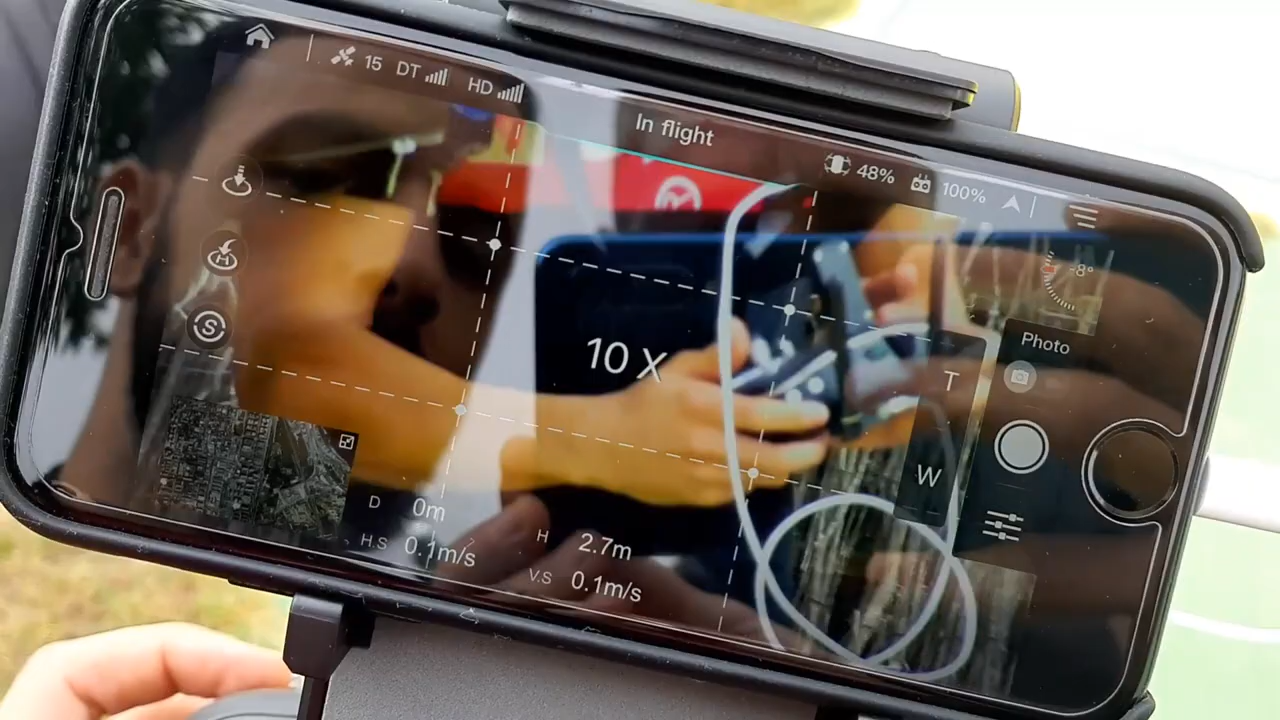 15 DT HD
In flight
48% 100%
-8°
S
Photo
10 X
T
W
D 0m
H 2.7m
H.S 0.1m/s
V.S 0.1m/s